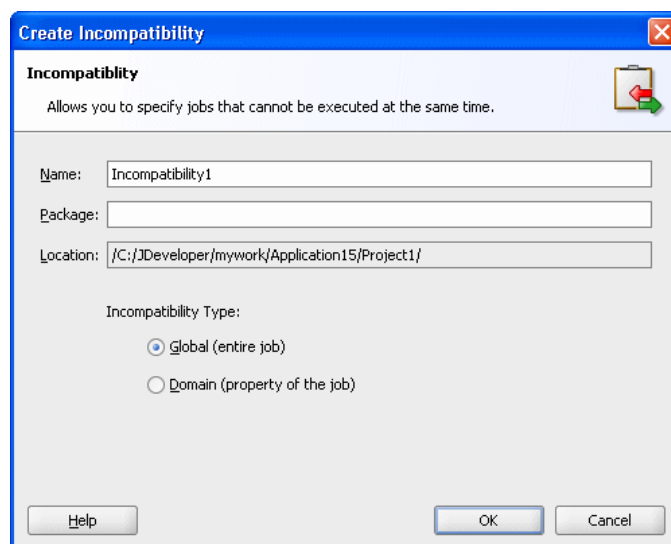 Create Incompatibility
Incompatiblity
Allows you to specify jobs that cannot be executed at the same time.
Name: Incompatibility1
Package:
Location: /C:/JDeveloper/mywork/Application15/Project1/
Incompatibility Type:
Global (entire job)
Domain (property of the job)
Help OK Cancel